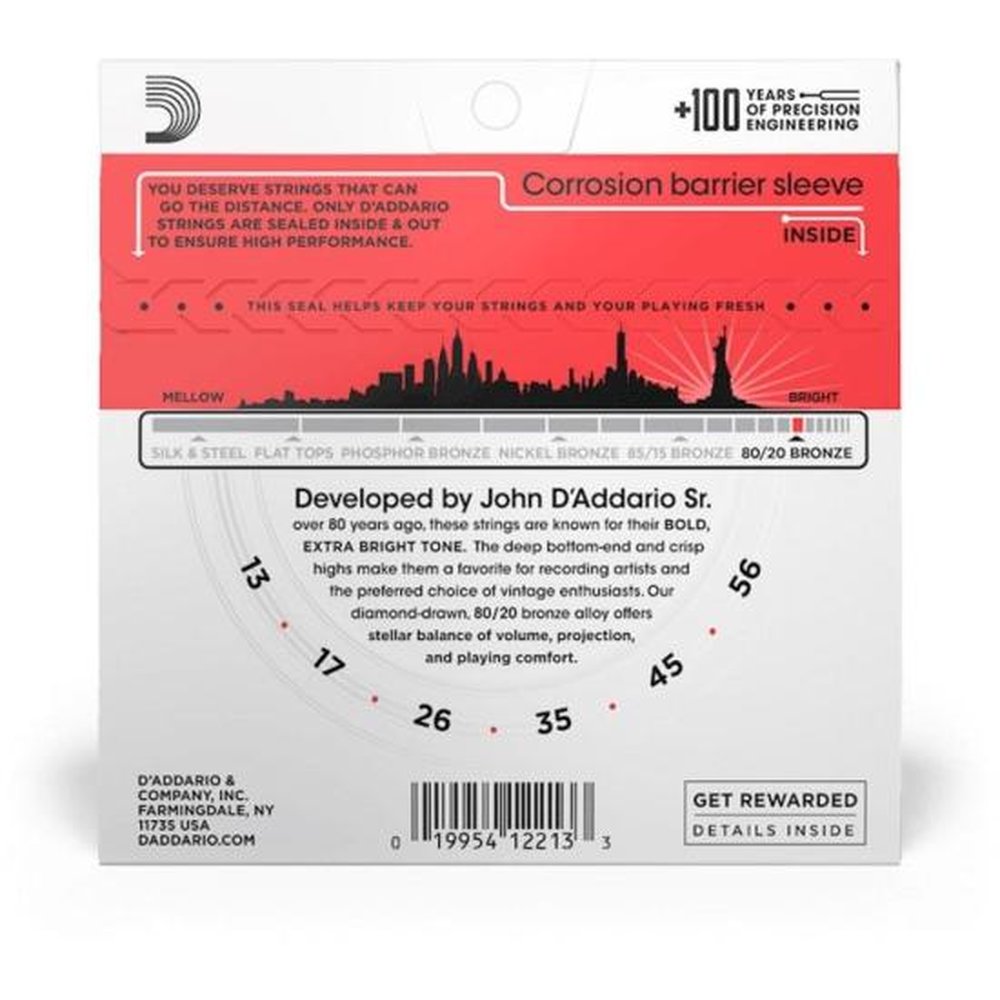 +100 YEARS
OF PRECISION
ENGINEERING
YOU DESERVE STRINGS THAT CAN
GO THE DISTANCE. ONLY D'ADDARIO
STRINGS ARE SEALED INSIDE & OUT
TO ENSURE HIGH PERFORMANCE.
Corrosion barrier sleeve
INSIDE
THIS SEAL HELPS KEEP YOUR STRINGS AND YOUR PLAYING FRESH
MELLOW
BRIGHT
SILK & STEEL FLAT TOPS PHOSPHOR BRONZE NICKEL BRONZE 85/15 BRONZE 80/20 BRONZE
Developed by John D'Addario Sr.
over 80 years ago, these strings are known for their BOLD,
EXTRA BRIGHT TONE. The deep bottom-end and crisp
highs make them a favorite for recording artists and
the preferred choice of vintage enthusiasts. Our
diamond-drawn, 80/20 bronze alloy offers
stellar balance of volume, projection,
and playing comfort.
13
17
26
35
45
56
D'ADDARIO &
COMPANY, INC.
FARMINGDALE, NY
11735 USA
DADDARIO.COM
0 19954 12213 3
GET REWARDED
DETAILS INSIDE